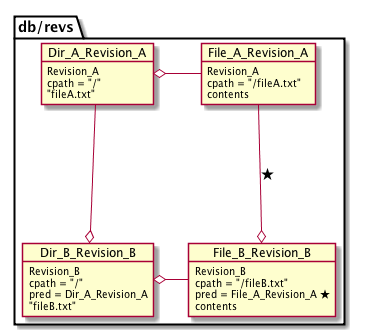 db/revs
Dir_A_Revision_A
Revision_A
cpath = "/"
"fileA.txt"
File_A_Revision_A
Revision_A
cpath = "/fileA.txt"
contents
★
Dir_B_Revision_B
Revision_B
cpath = "/"
pred = Dir_A_Revision_A
"fileB.txt"
File_B_Revision_B
Revision_B
cpath = "/fileB.txt"
pred = File_A_Revision_A ★
contents